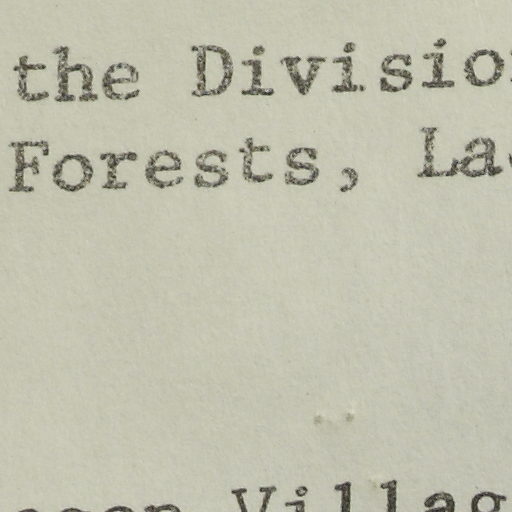 the Divisio
Forests, La
Villag